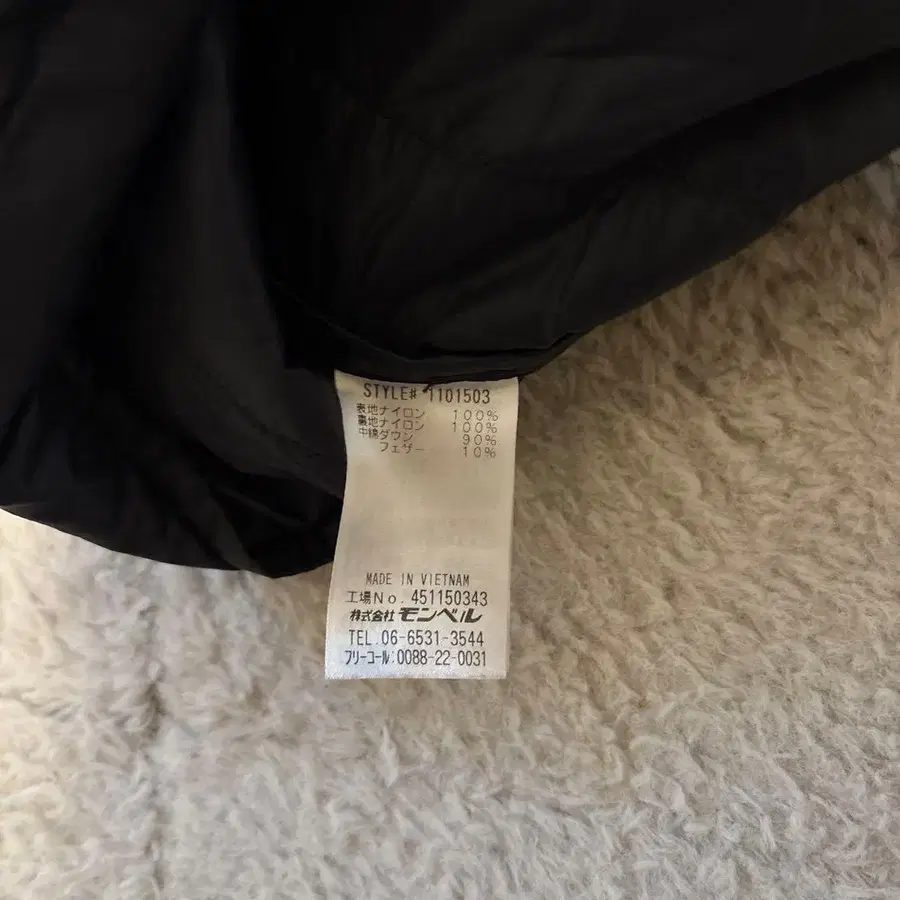 STYLE# 1101503
表地ナイロン 100%
裏地ナイロン 100%
中綿ダウン 90%
フェザー 10%
MADE IN VIETNAM
工場No. 451150343
株式会社 モンベル
TEL.06-6531-3544
フリーコール:0088-22-0031